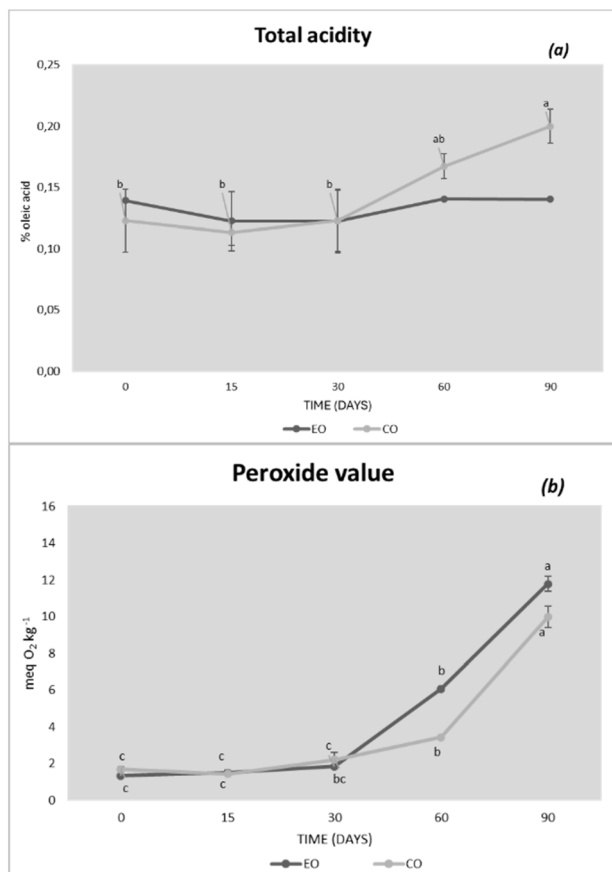 Total acidity
(a)
0,25
0,20
0,15
0,10
0,05
0,00
% oleic acid
b
b
b
ab
a
0
15
30
60
90
TIME (DAYS)
EO
CO
Peroxide value
(b)
16
14
12
10
8
6
4
2
0
meq O₂ kg⁻¹
a
a
b
b
c
c
c
c
c
bc
0
15
30
60
90
TIME (DAYS)
EO
CO